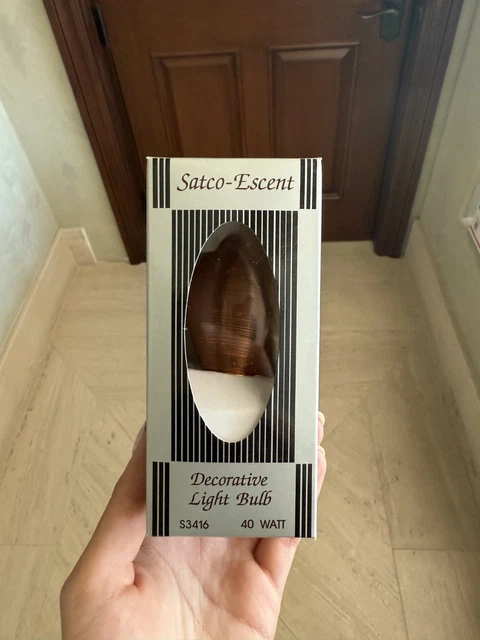 Satco-Escent
Decorative
Light Bulb
S3416 40 WATT